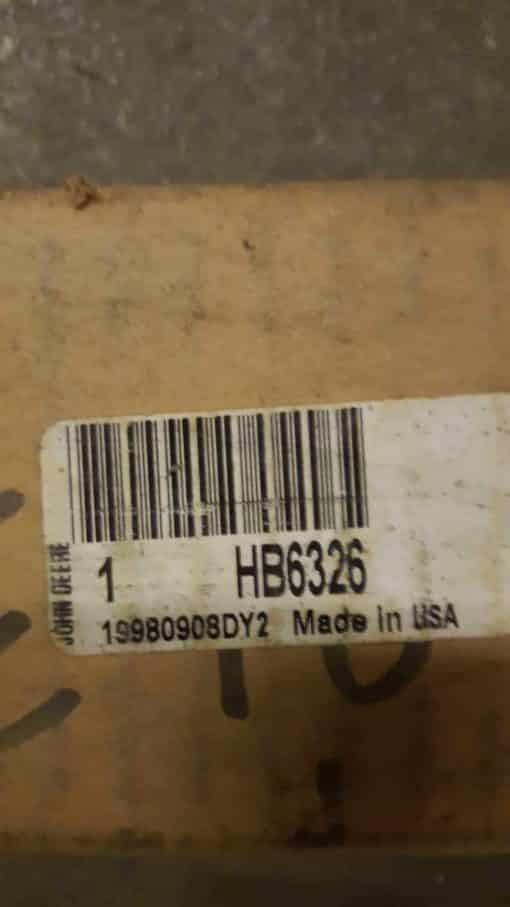 JOHN DEERE
1 HB6326
19980908DY2 Made in USA